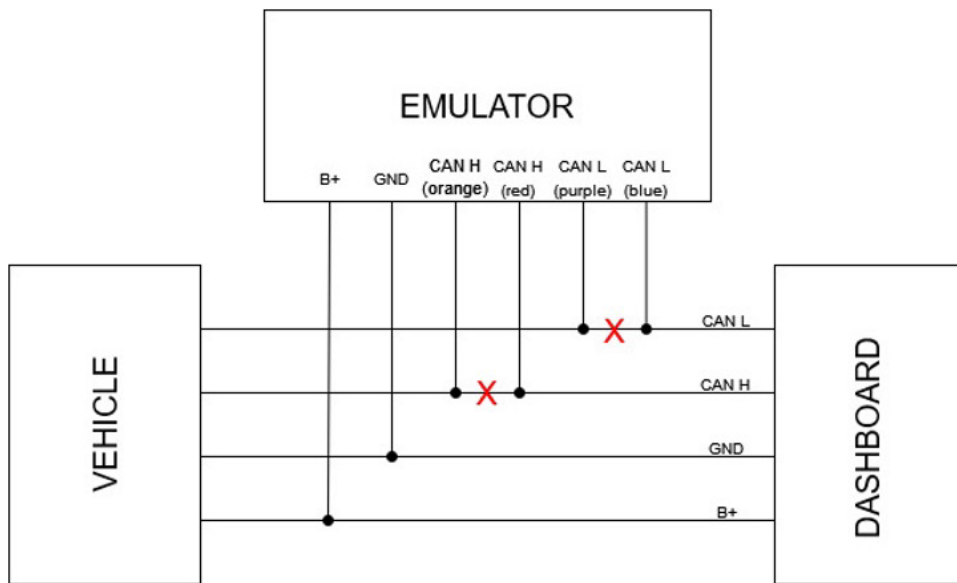 EMULATOR
B+ GND CAN H CAN H CAN L CAN L
(orange) (red) (purple) (blue)
VEHICLE
CAN L
X
CAN H
X
GND
B+
DASHBOARD